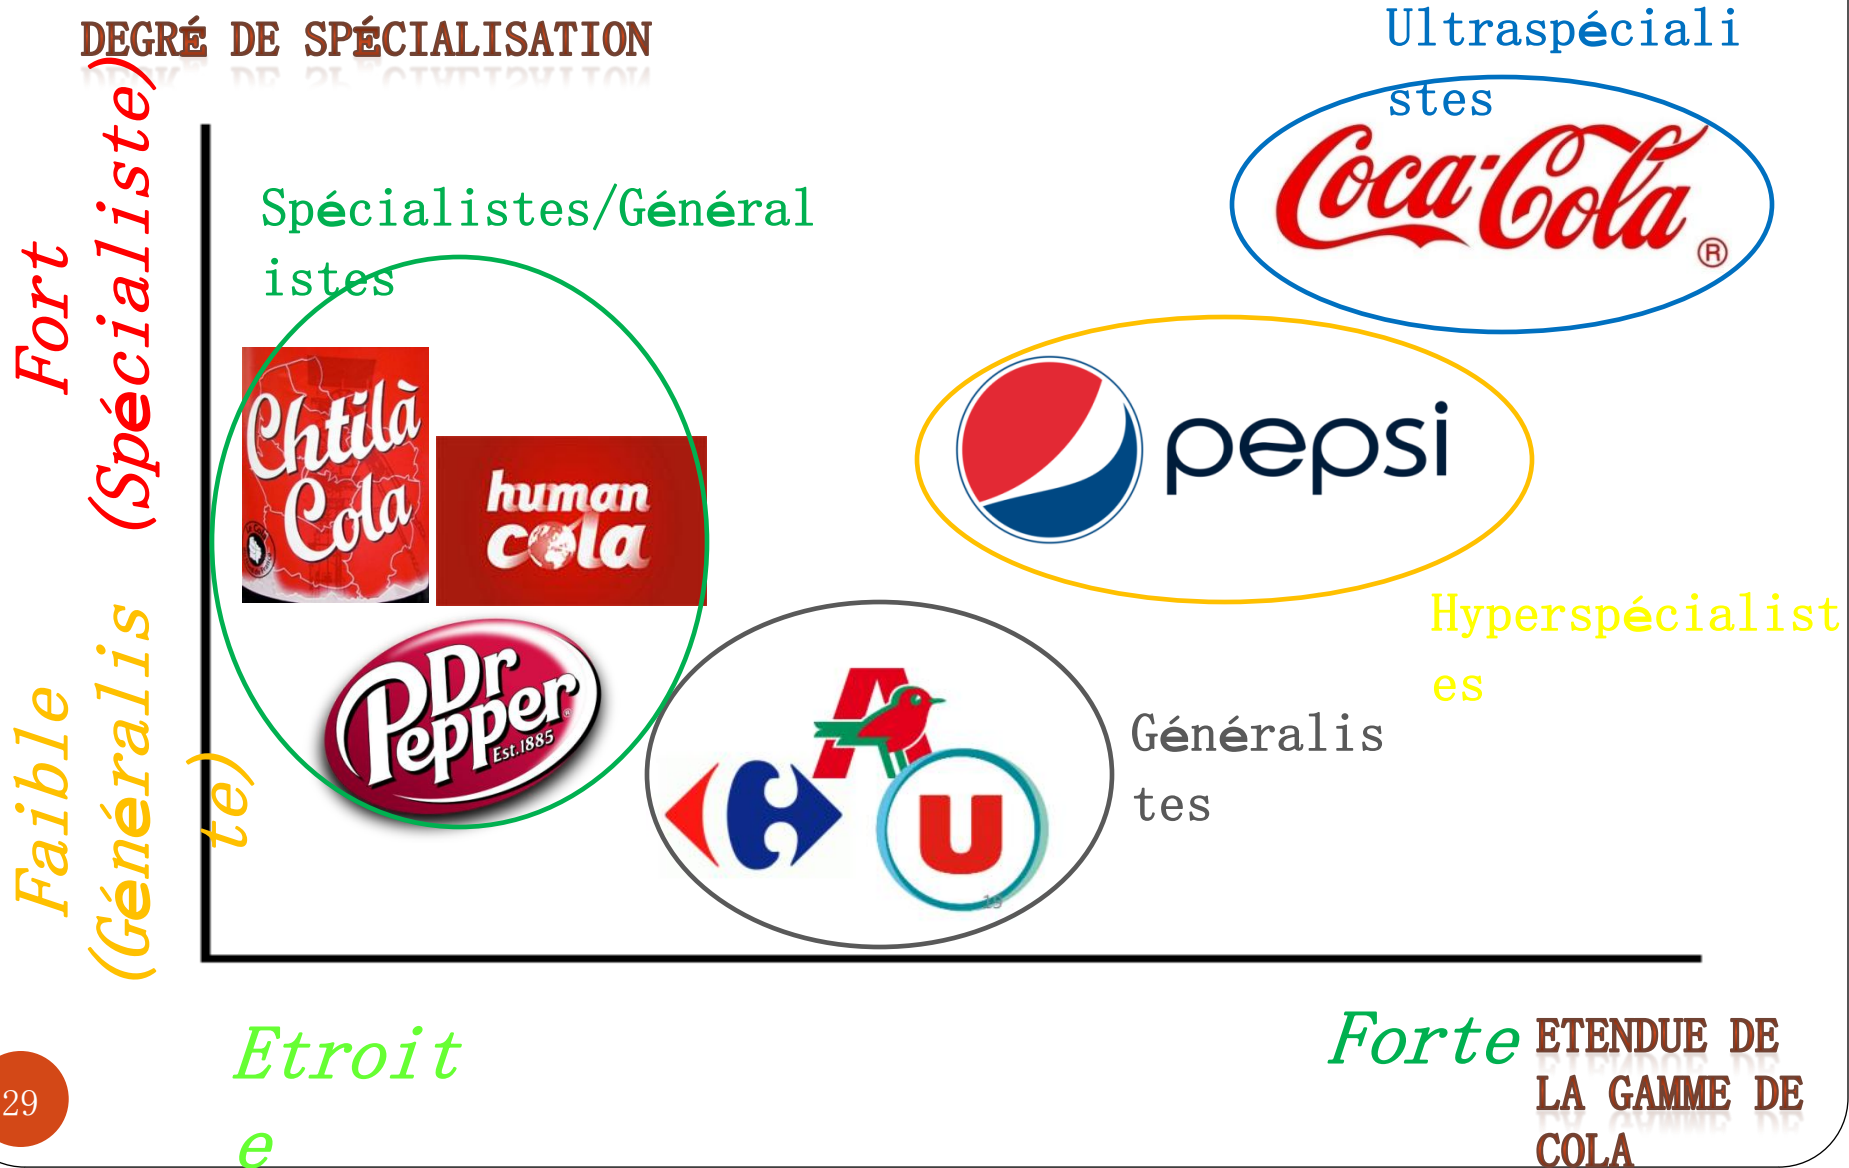 DEGRÉ DE SPÉCIALISATION
Ultraspéciali
stes
Coca-Cola ®
Fort
(Spécialiste)
Spécialistes/Général
istes
Chtilà
Cola
human
cola
pepsi
Hyperspécialist
es
Dr
Pepper
Est.1885
®
Faible
(Généralis
te)
A
U
Généralis
tes
19
Etroit
e
Forte
ETENDUE DE
LA GAMME DE
COLA
29